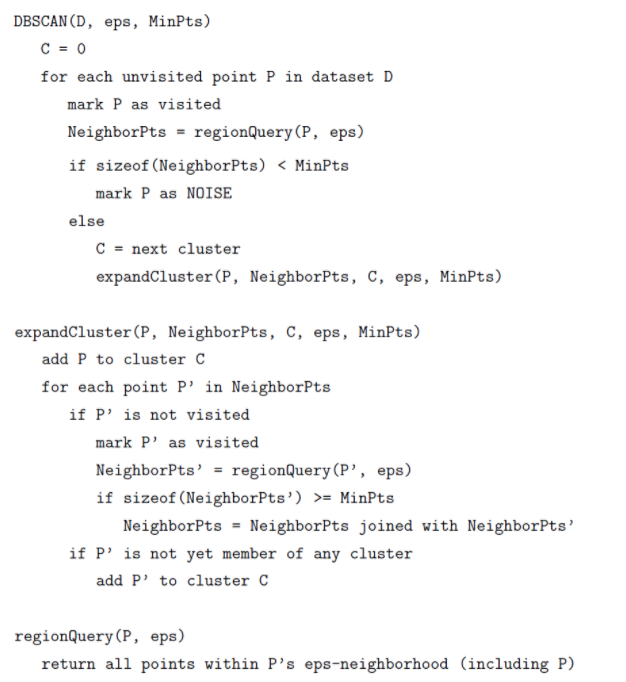 DBSCAN(D, eps, MinPts)
C = 0
for each unvisited point P in dataset D
mark P as visited
NeighborPts = regionQuery(P, eps)
if sizeof(NeighborPts) < MinPts
mark P as NOISE
else
C = next cluster
expandCluster(P, NeighborPts, C, eps, MinPts)
expandCluster(P, NeighborPts, C, eps, MinPts)
add P to cluster C
for each point P’ in NeighborPts
if P’ is not visited
mark P’ as visited
NeighborPts’ = regionQuery(P’, eps)
if sizeof(NeighborPts’) >= MinPts
NeighborPts = NeighborPts joined with NeighborPts’
if P’ is not yet member of any cluster
add P’ to cluster C
regionQuery(P, eps)
return all points within P’s eps-neighborhood (including P)